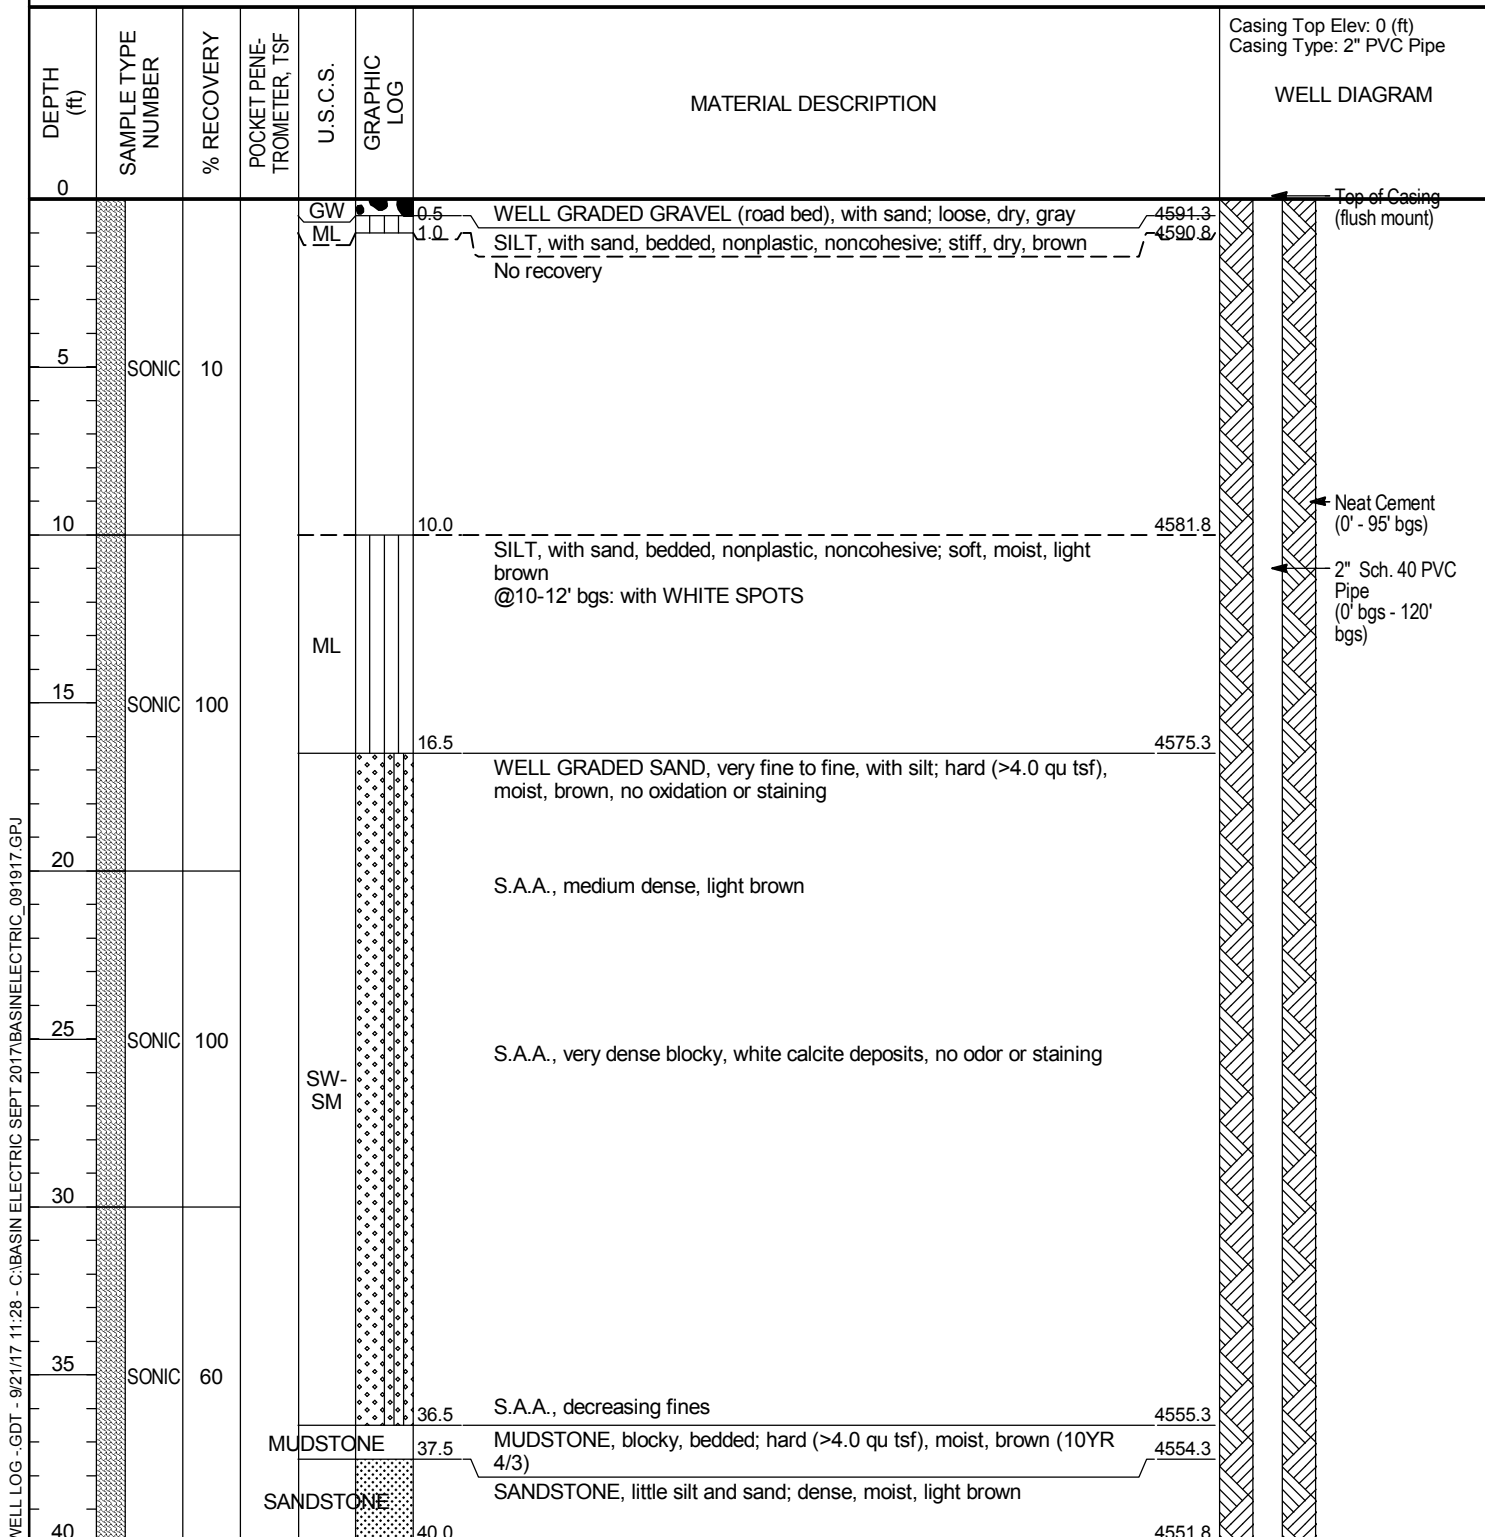 Casing Top Elev: 0 (ft)
Casing Type: 2" PVC Pipe
DEPTH
(ft)
SAMPLE TYPE
NUMBER
% RECOVERY
POCKET PENE-
TROMETER, TSF
U.S.C.S.
GRAPHIC
LOG
MATERIAL DESCRIPTION
WELL DIAGRAM
0
Top of Casing
(flush mount)
GW
0.5
WELL GRADED GRAVEL (road bed), with sand; loose, dry, gray
4591.3
ML
1.0
SILT, with sand, bedded, nonplastic, noncohesive; stiff, dry, brown
4590.8
No recovery
5
SONIC
10
Neat Cement
(0' - 95' bgs)
10
10.0
4581.8
SILT, with sand, bedded, nonplastic, noncohesive; soft, moist, light
brown
@10-12' bgs: with WHITE SPOTS
2" Sch. 40 PVC
Pipe
(0' bgs - 120'
bgs)
ML
15
SONIC
100
16.5
4575.3
WELL GRADED SAND, very fine to fine, with silt; hard (>4.0 qu tsf),
moist, brown, no oxidation or staining
20
S.A.A., medium dense, light brown
25
SONIC
100
S.A.A., very dense blocky, white calcite deposits, no odor or staining
SW-
SM
30
35
SONIC
60
S.A.A., decreasing fines
36.5
4555.3
MUDSTONE
37.5
MUDSTONE, blocky, bedded; hard (>4.0 qu tsf), moist, brown (10YR
4/3)
4554.3
SANDSTONE
SANDSTONE, little silt and sand; dense, moist, light brown
40
40.0
4551.8
WELL LOG - .GDT - 9/21/17 11:28 - C:\BASIN ELECTRIC SEPT 2017\BASINELECTRIC_091917.GPJ